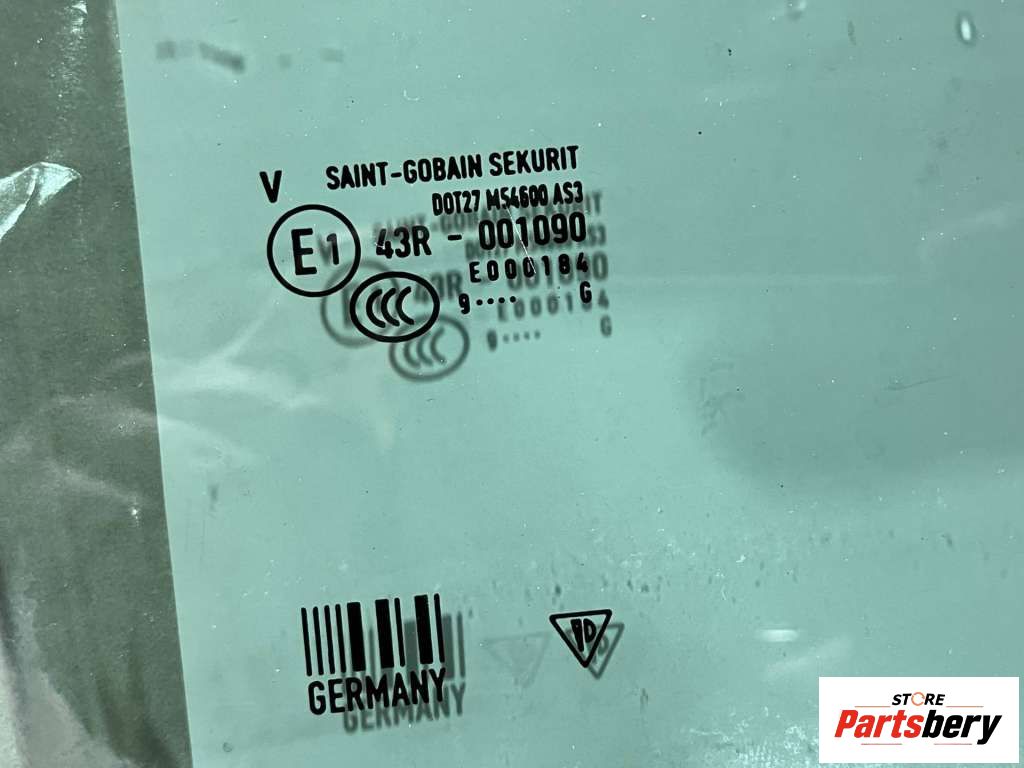 V SAINT-GOBAIN SEKURIT
DOT27 M54600 AS3
E1 43R - 001090
E000184
CCC 9···· G
GERMANY
STORE
Partsbery